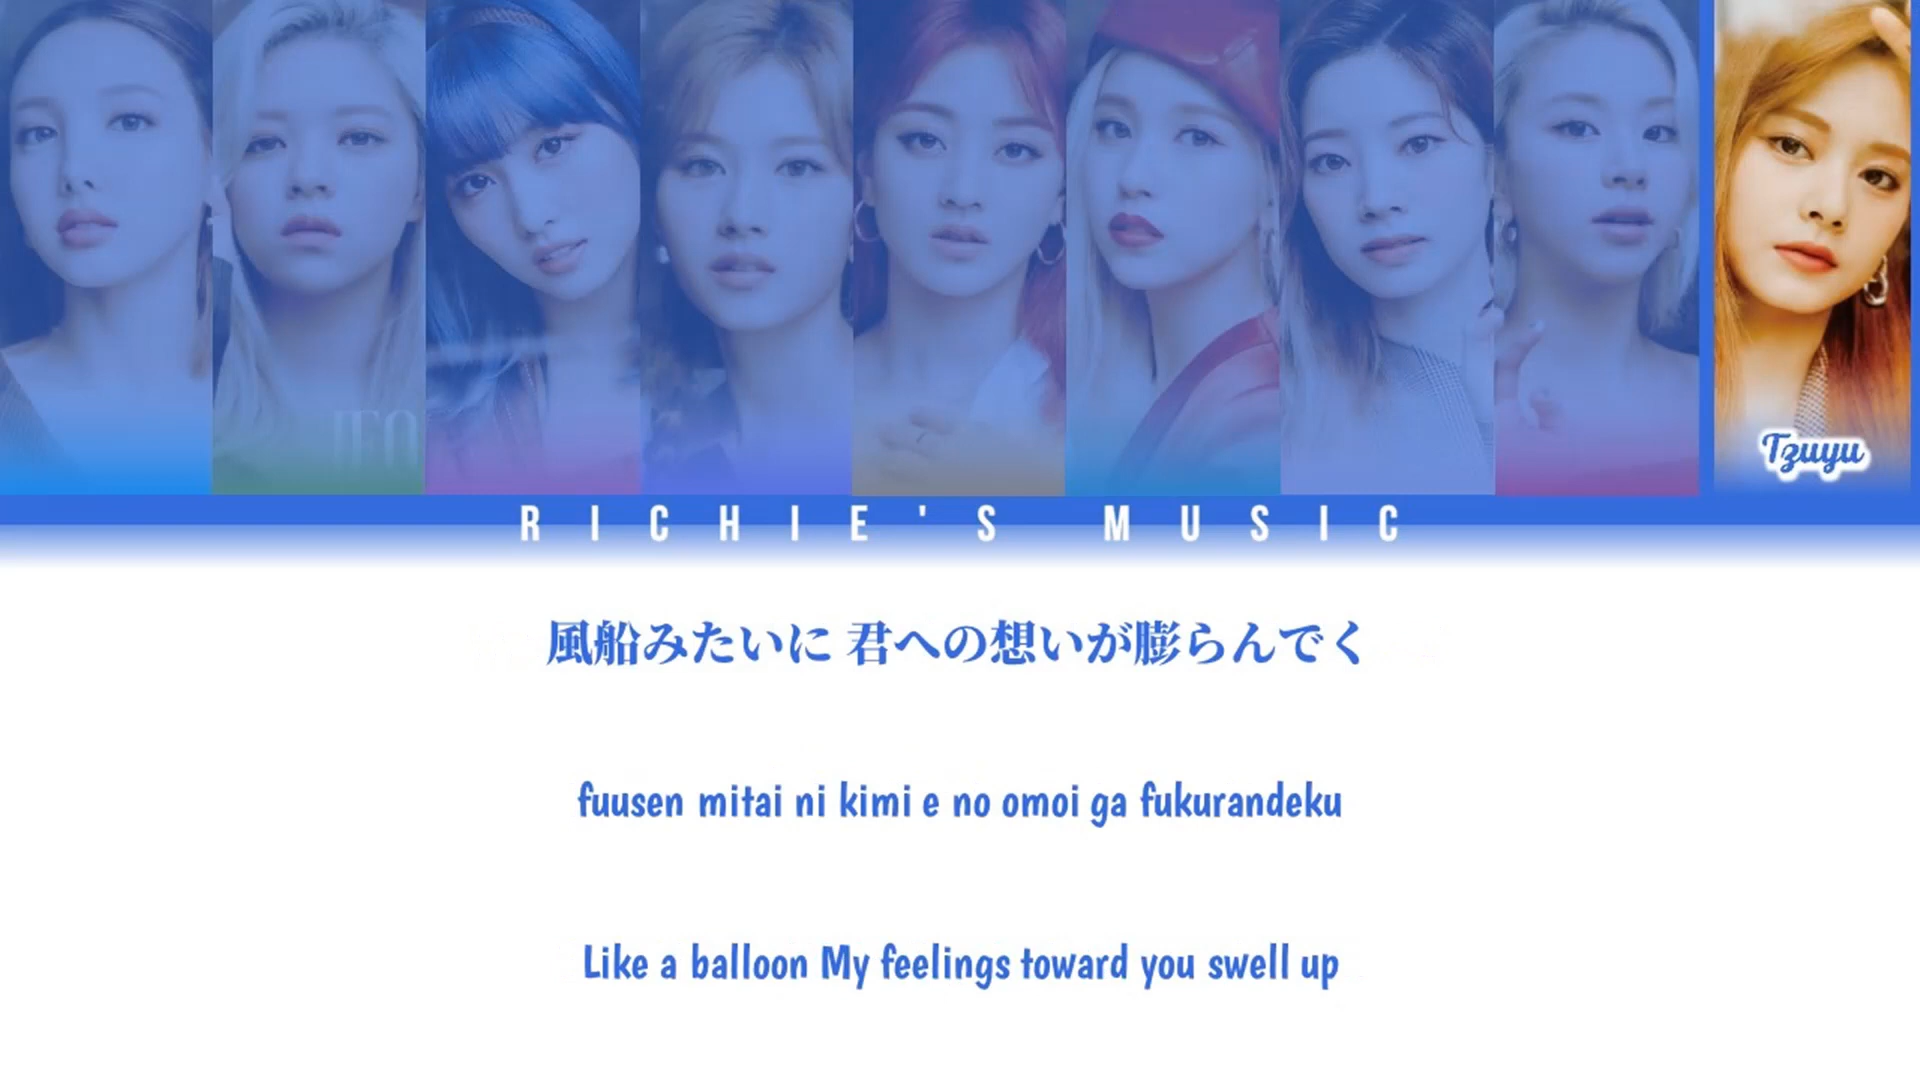 Tzuyu
RICHIE'S MUSIC
風船みたいに 君への想いが膨らんでく
fuusen mitai ni kimi e no omoi ga fukurandeku
Like a balloon My feelings toward you swell up